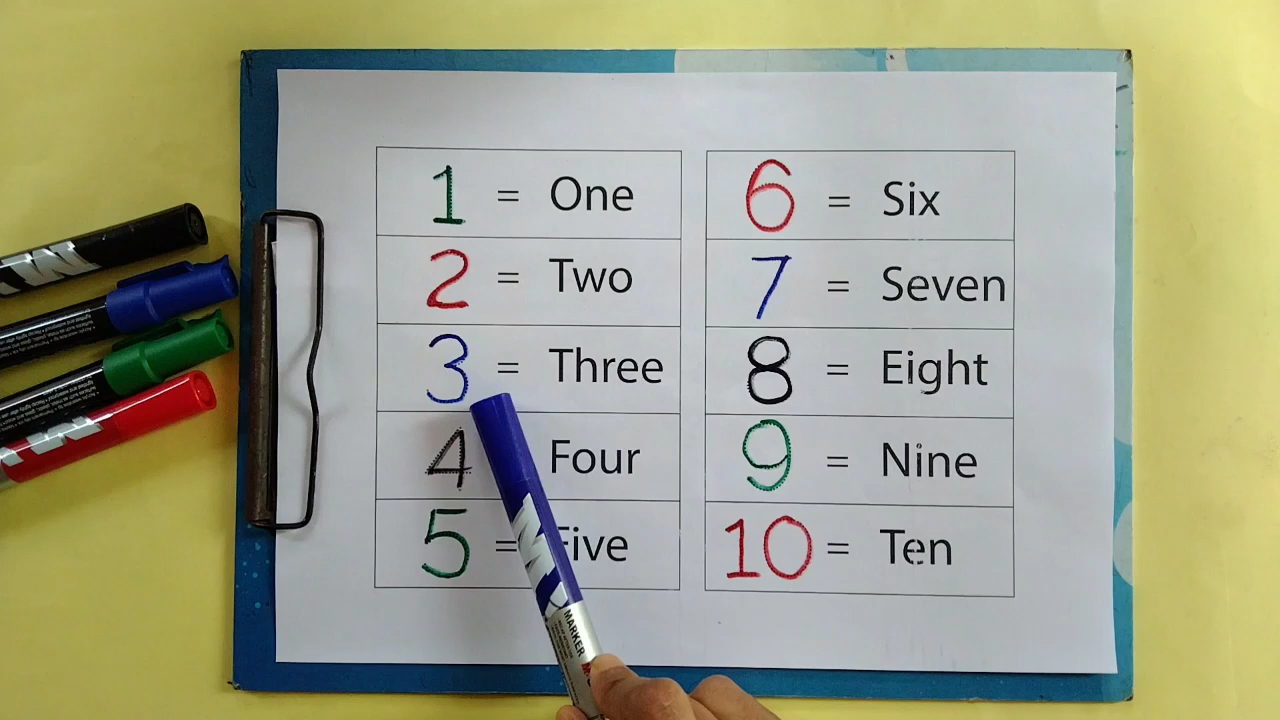 1 = One
2 = Two
3 = Three
4 Four
5 = Five
6 = Six
7 = Seven
8 = Eight
9 = Nine
10 = Ten
MARKER